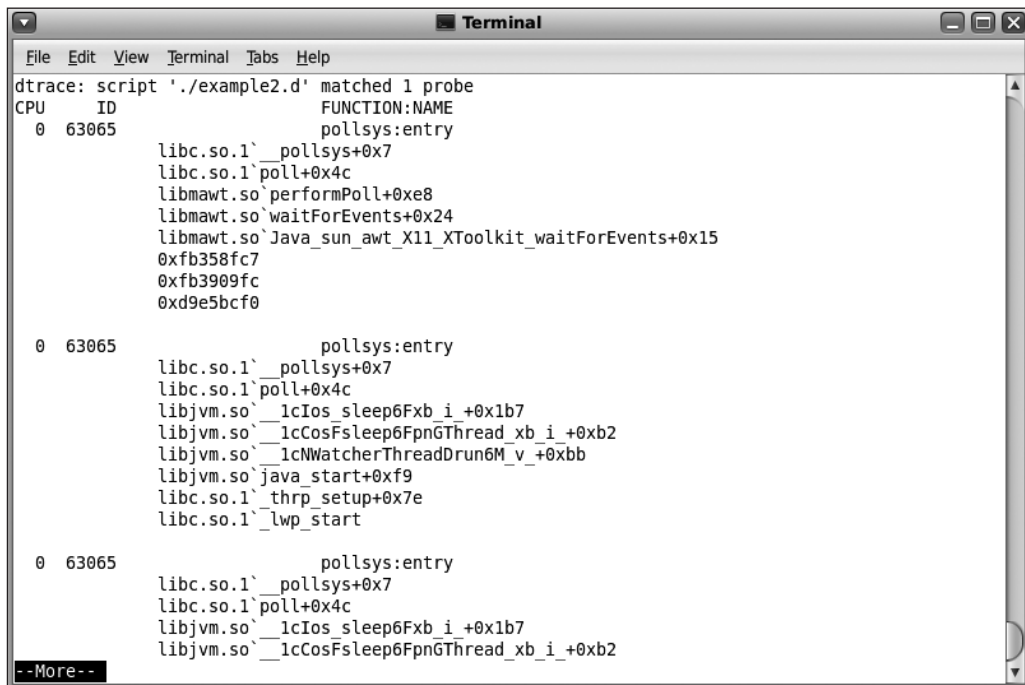 Terminal
File Edit View Terminal Tabs Help
dtrace: script './example2.d' matched 1 probe
CPU ID FUNCTION:NAME
0 63065 pollsys:entry
libc.so.1`__pollsys+0x7
libc.so.1`poll+0x4c
libmawt.so`performPoll+0xe8
libmawt.so`waitForEvents+0x24
libmawt.so`Java_sun_awt_X11_XToolkit_waitForEvents+0x15
0xfb358fc7
0xfb3909fc
0xd9e5bcf0
0 63065 pollsys:entry
libc.so.1`__pollsys+0x7
libc.so.1`poll+0x4c
libjvm.so`__1cIos_sleep6Fxb_i_+0x1b7
libjvm.so`__1cCosFsleep6FpnGThread_xb_i_+0xb2
libjvm.so`__1cNWatcherThreadDrun6M_v_+0xbb
libjvm.so`java_start+0xf9
libc.so.1`_thrp_setup+0x7e
libc.so.1`_lwp_start
0 63065 pollsys:entry
libc.so.1`__pollsys+0x7
libc.so.1`poll+0x4c
libjvm.so`__1cIos_sleep6Fxb_i_+0x1b7
libjvm.so`__1cCosFsleep6FpnGThread_xb_i_+0xb2
--More--